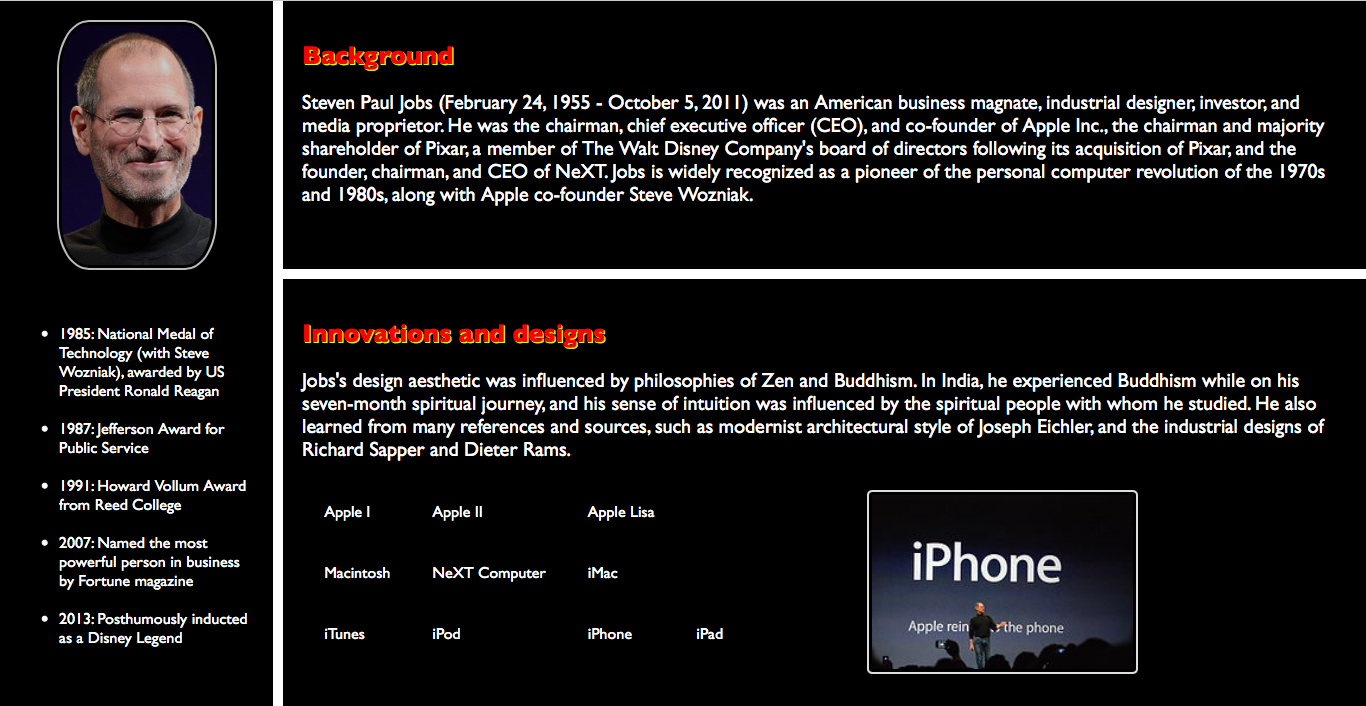 1985: National Medal of
Technology (with Steve
Wozniak), awarded by US
President Ronald Reagan
1987: Jefferson Award for
Public Service
1991: Howard Vollum Award
from Reed College
2007: Named the most
powerful person in business
by Fortune magazine
2013: Posthumously inducted
as a Disney Legend
Background
Steven Paul Jobs (February 24, 1955 - October 5, 2011) was an American business magnate, industrial designer, investor, and
media proprietor. He was the chairman, chief executive officer (CEO), and co-founder of Apple Inc., the chairman and majority
shareholder of Pixar, a member of The Walt Disney Company's board of directors following its acquisition of Pixar, and the
founder, chairman, and CEO of NeXT. Jobs is widely recognized as a pioneer of the personal computer revolution of the 1970s
and 1980s, along with Apple co-founder Steve Wozniak.
Innovations and designs
Jobs's design aesthetic was influenced by philosophies of Zen and Buddhism. In India, he experienced Buddhism while on his
seven-month spiritual journey, and his sense of intuition was influenced by the spiritual people with whom he studied. He also
learned from many references and sources, such as modernist architectural style of Joseph Eichler, and the industrial designs of
Richard Sapper and Dieter Rams.
Apple I Apple II Apple Lisa
Macintosh NeXT Computer iMac
iTunes iPod iPhone iPad
iPhone
Apple the phone